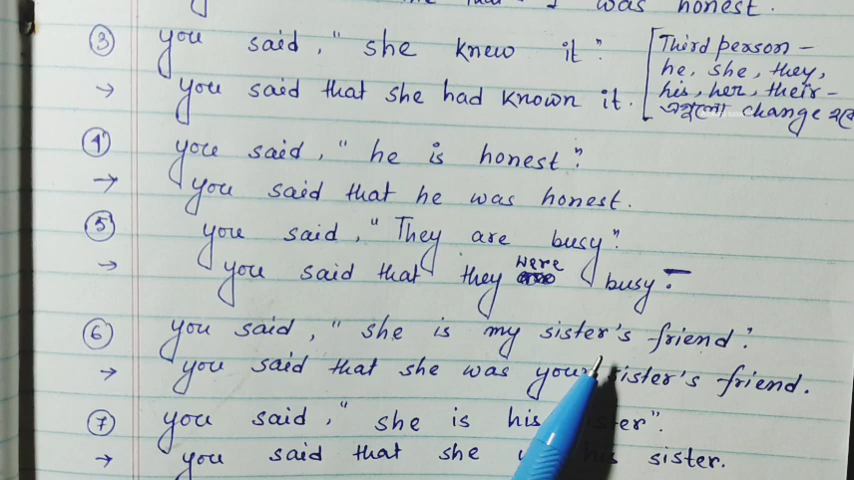 was honest.
③ you said, "she knew it".
→ you said that she had known it.
[Third person –
he, she, they,
his, her, their –
এগুলো change
④ you said, "he is honest".
→ you said that he was honest.
⑤ you said, "They are busy".
→ you said that they were busy.
⑥ you said, "she is my sister's friend".
→ you said that she was your sister's friend.
⑦ you said, "she is his sister".
→ you said that she his sister.